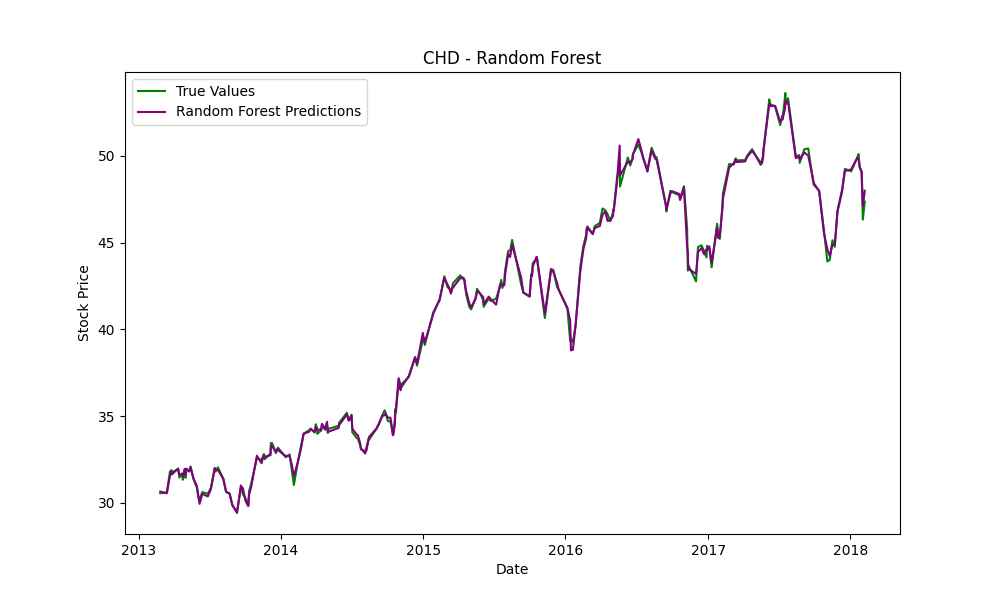 CHD - Random Forest
True Values
Random Forest Predictions
Stock Price
50
45
40
35
30
2013 2014 2015 2016 2017 2018
Date